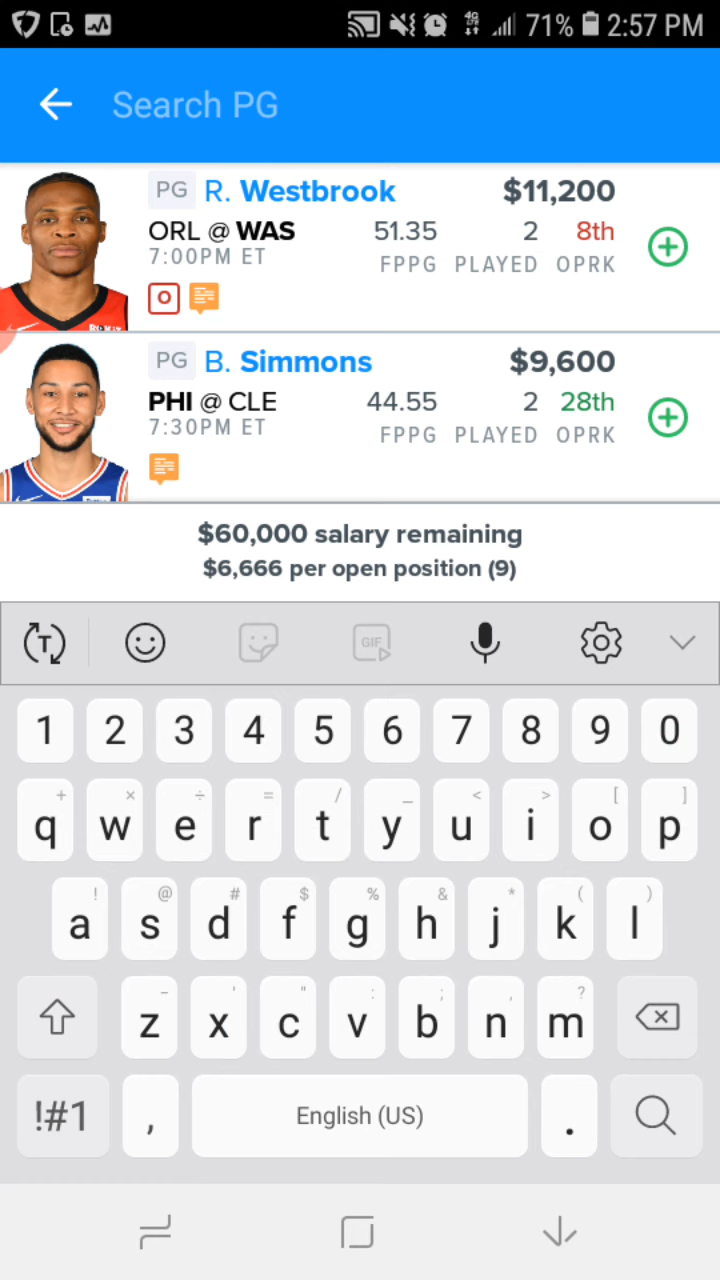 71% 2:57 PM
Search PG
PG R. Westbrook $11,200
ORL @ WAS 51.35 2 8th
7:00PM ET FPPG PLAYED OPRK
O
PG B. Simmons $9,600
PHI @ CLE 44.55 2 28th
7:30PM ET FPPG PLAYED OPRK
$60,000 salary remaining
$6,666 per open position (9)
T GIF
1 2 3 4 5 6 7 8 9 0
+ × ÷ = / _ < > [ ]
q w e r t y u i o p
! @ # $ % & * ( )
a s d f g h j k l
- ' " : ; , ?
z x c v b n m
!#1 , English (US) .